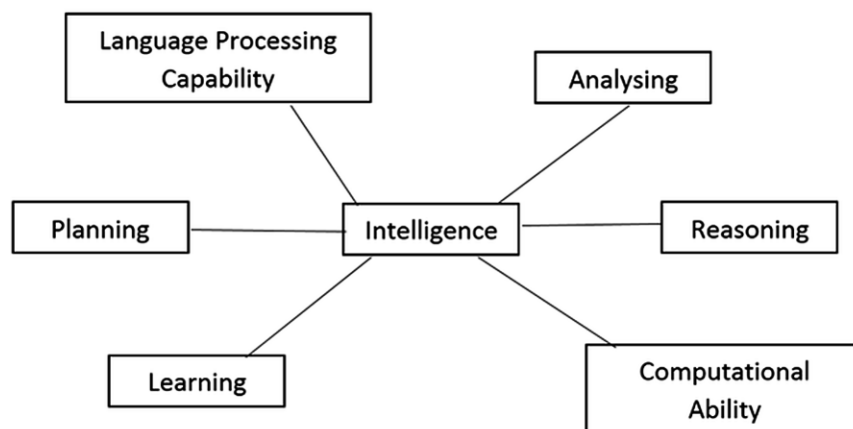 Language Processing
Capability
Analysing
Planning
Intelligence
Reasoning
Learning
Computational
Ability